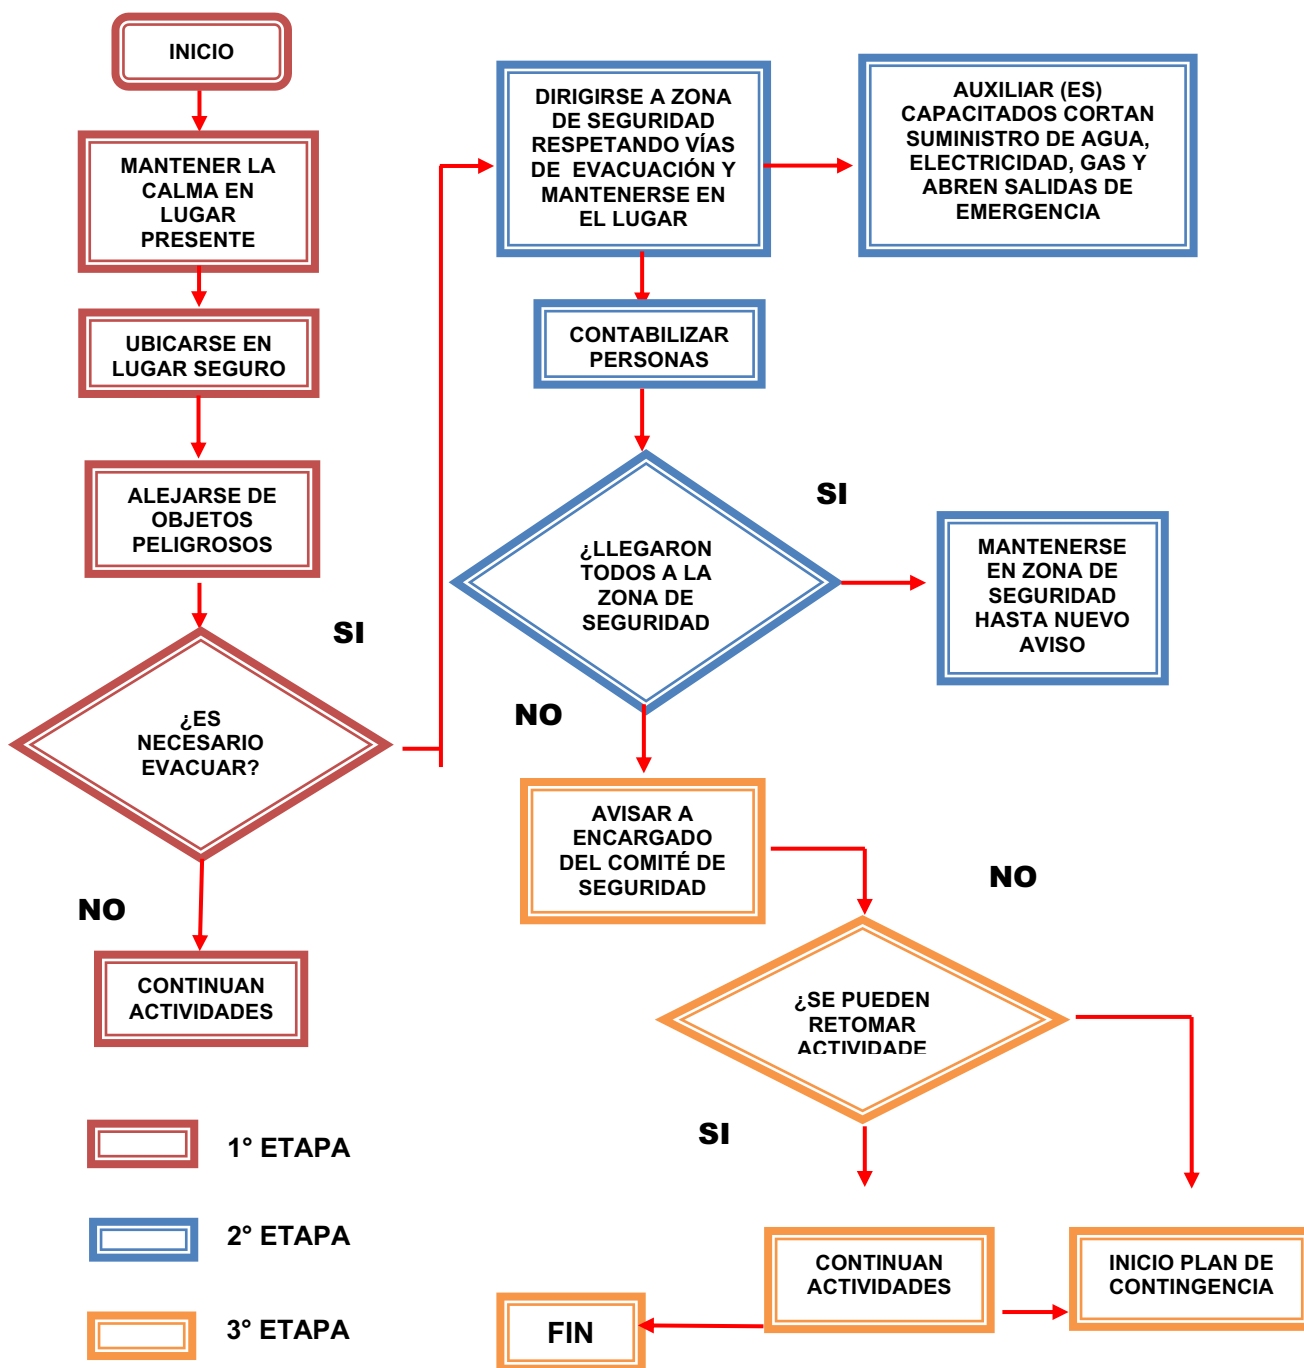 INICIO
MANTENER LA
CALMA EN
LUGAR
PRESENTE
UBICARSE EN
LUGAR SEGURO
ALEJARSE DE
OBJETOS
PELIGROSOS
SI
¿ES
NECESARIO
EVACUAR?
NO
CONTINUAN
ACTIVIDADES
DIRIGIRSE A ZONA
DE SEGURIDAD
RESPETANDO VÍAS
DE EVACUACIÓN Y
MANTENERSE EN
EL LUGAR
AUXILIAR (ES)
CAPACITADOS CORTAN
SUMINISTRO DE AGUA,
ELECTRICIDAD, GAS Y
ABREN SALIDAS DE
EMERGENCIA
CONTABILIZAR
PERSONAS
¿LLEGARON
TODOS A LA
ZONA DE
SEGURIDAD
SI
MANTENERSE
EN ZONA DE
SEGURIDAD
HASTA NUEVO
AVISO
NO
AVISAR A
ENCARGADO
DEL COMITÉ DE
SEGURIDAD
NO
¿SE PUEDEN
RETOMAR
ACTIVIDADE
SI
CONTINUAN
ACTIVIDADES
INICIO PLAN DE
CONTINGENCIA
FIN
1° ETAPA
2° ETAPA
3° ETAPA